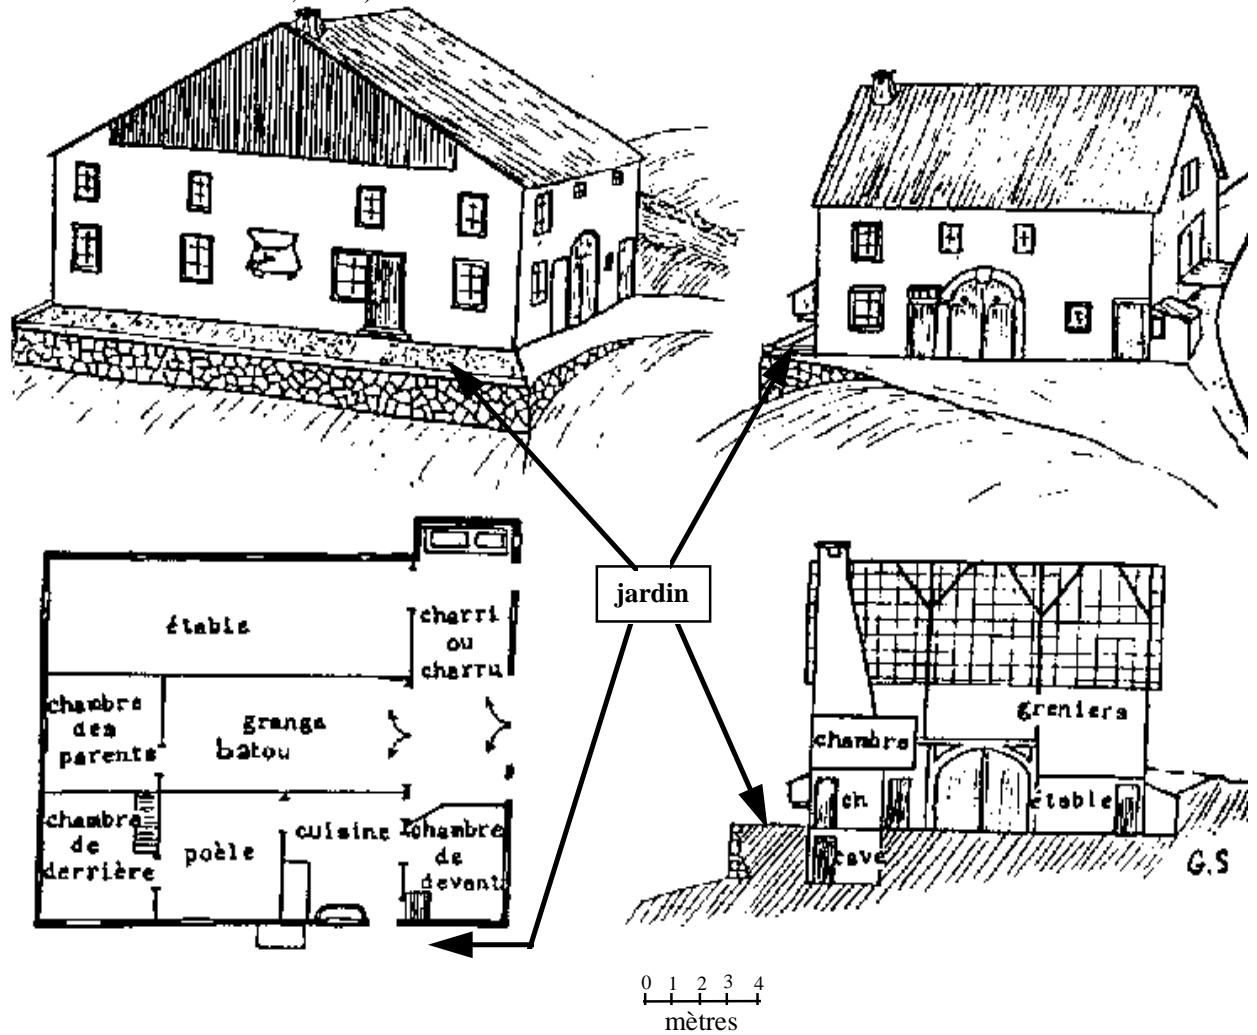 jardin
étable
charri
ou
charru
chambre
des
parents
grange
batou
chambre
de
derrière
poèle
cuisine
chambre
de
devant
greniers
chambre
ch
étable
cave
G.S
0 1 2 3 4
mètres